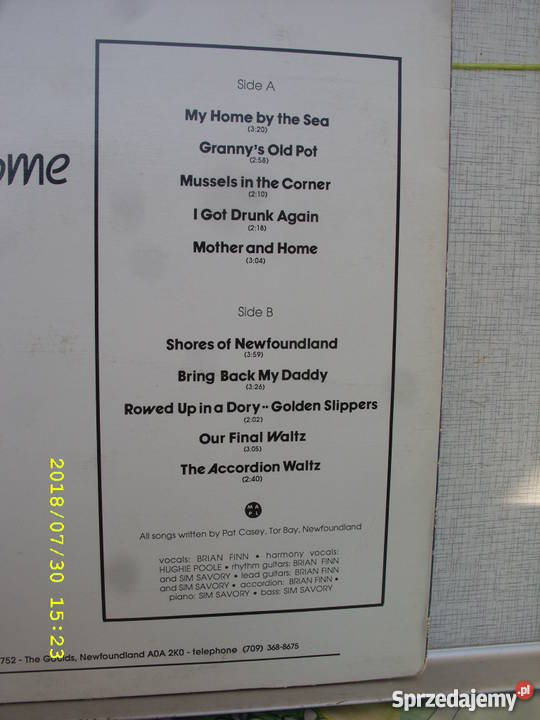 Side A
My Home by the Sea
(3:20)
Granny's Old Pot
(2:58)
Mussels in the Corner
(2:10)
I Got Drunk Again
(2:18)
Mother and Home
(3:04)
ome
Side B
Shores of Newfoundland
(3:59)
Bring Back My Daddy
(3:26)
Rowed Up in a Dory -- Golden Slippers
(2:02)
Our Final Waltz
(3:05)
The Accordion Waltz
(2:40)
MAPL
All songs written by Pat Casey, Tor Bay, Newfoundland
vocals: BRIAN FINN • harmony vocals:
HUGHIE POOLE • rhythm guitars: BRIAN FINN
and SIM SAVORY • lead guitars: BRIAN FINN
and SIM SAVORY • accordion: BRIAN FINN •
piano: SIM SAVORY • bass: SIM SAVORY
752 - The Goulds, Newfoundland A0A 2K0 - telephone (709) 368-8675
2018/07/30 15:23
Sprzedajemy.pl